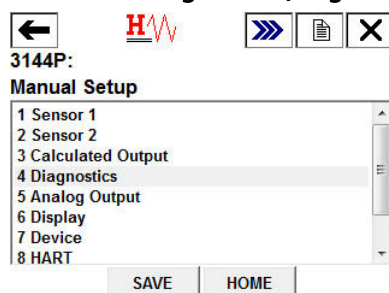 H
3144P:
Manual Setup
1 Sensor 1
2 Sensor 2
3 Calculated Output
4 Diagnostics
5 Analog Output
6 Display
7 Device
8 HART
SAVE HOME